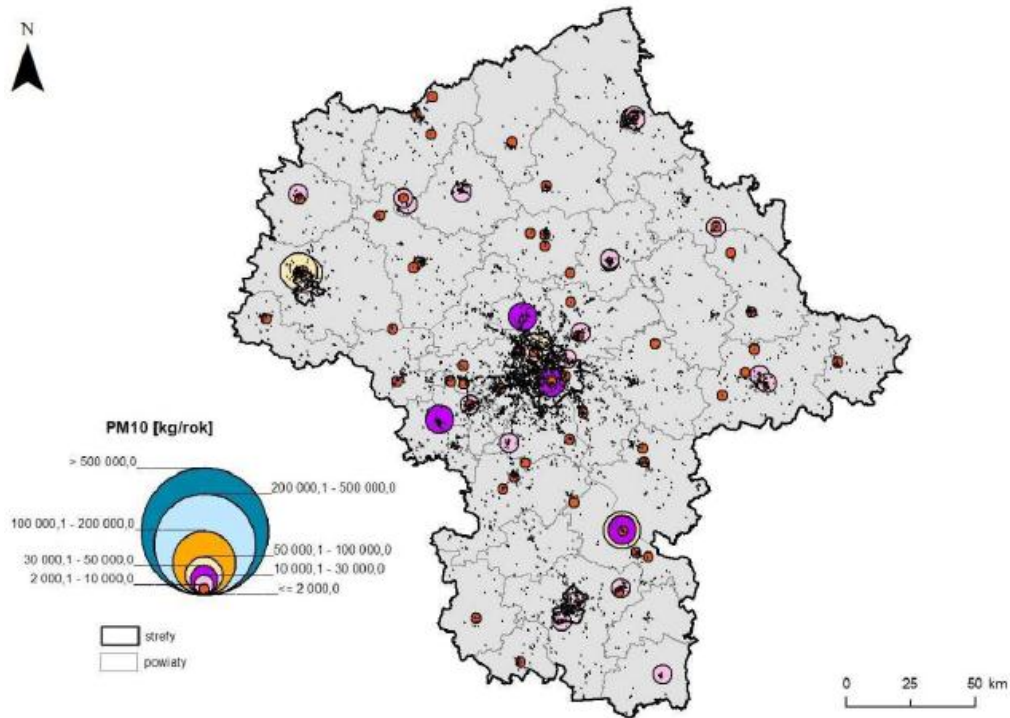 N
PM10 [kg/rok]
> 500 000,0
200 000,1 - 500 000,0
100 000,1 - 200 000,0
50 000,1 - 100 000,0
30 000,1 - 50 000,0
10 000,1 - 30 000,0
2 000,1 - 10 000,0
<= 2 000,0
strefy
powiaty
0 25 50 km